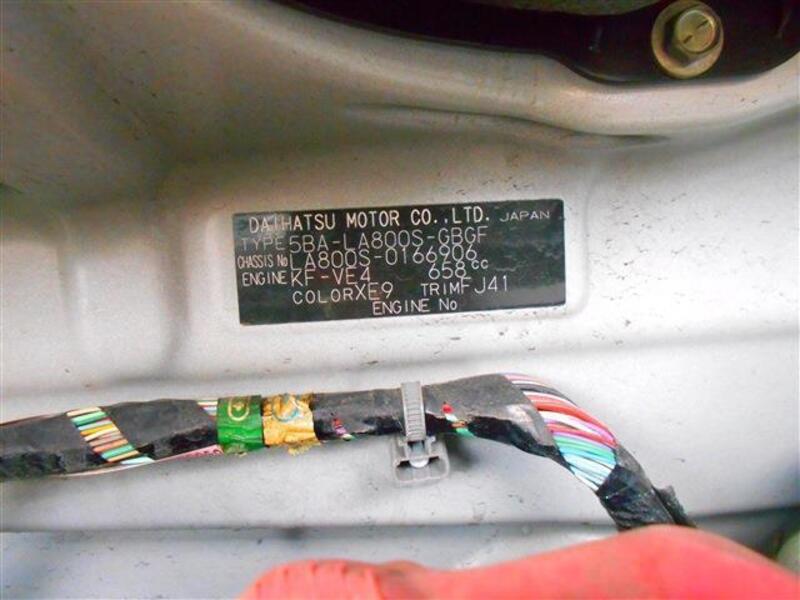 DAIHATSU MOTOR CO.,LTD. JAPAN
TYPE 5BA-LA800S-GBGF
CHASSIS No LA800S-0166906
ENGINE KF-VE4 658cc
COLOR XE9 TRIM FJ41
ENGINE No